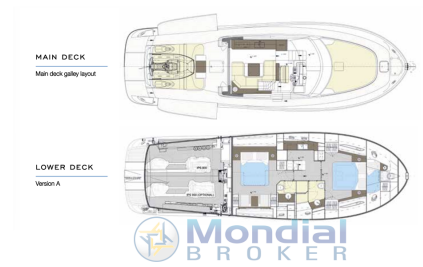 MAIN DECK
Main deck galley layout
LOWER DECK
Version A
Mondial
BROKER